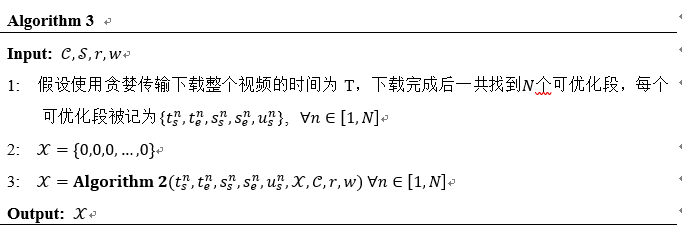 Algorithm 3
Input: 𝒞, 𝒮, r, w
1: 假设使用贪婪传输下载整个视频的时间为 T，下载完成后一共找到N个可优化段，每个
可优化段被记为{t_s^n, t_e^n, s_s^n, s_e^n, u_s^n}, ∀n ∈ [1, N]
2: 𝒳 = {0,0,0, …,0}
3: 𝒳 = Algorithm 2(t_s^n, t_e^n, s_s^n, s_e^n, u_s^n, 𝒳, 𝒞, r, w) ∀n ∈ [1, N]
Output: 𝒳